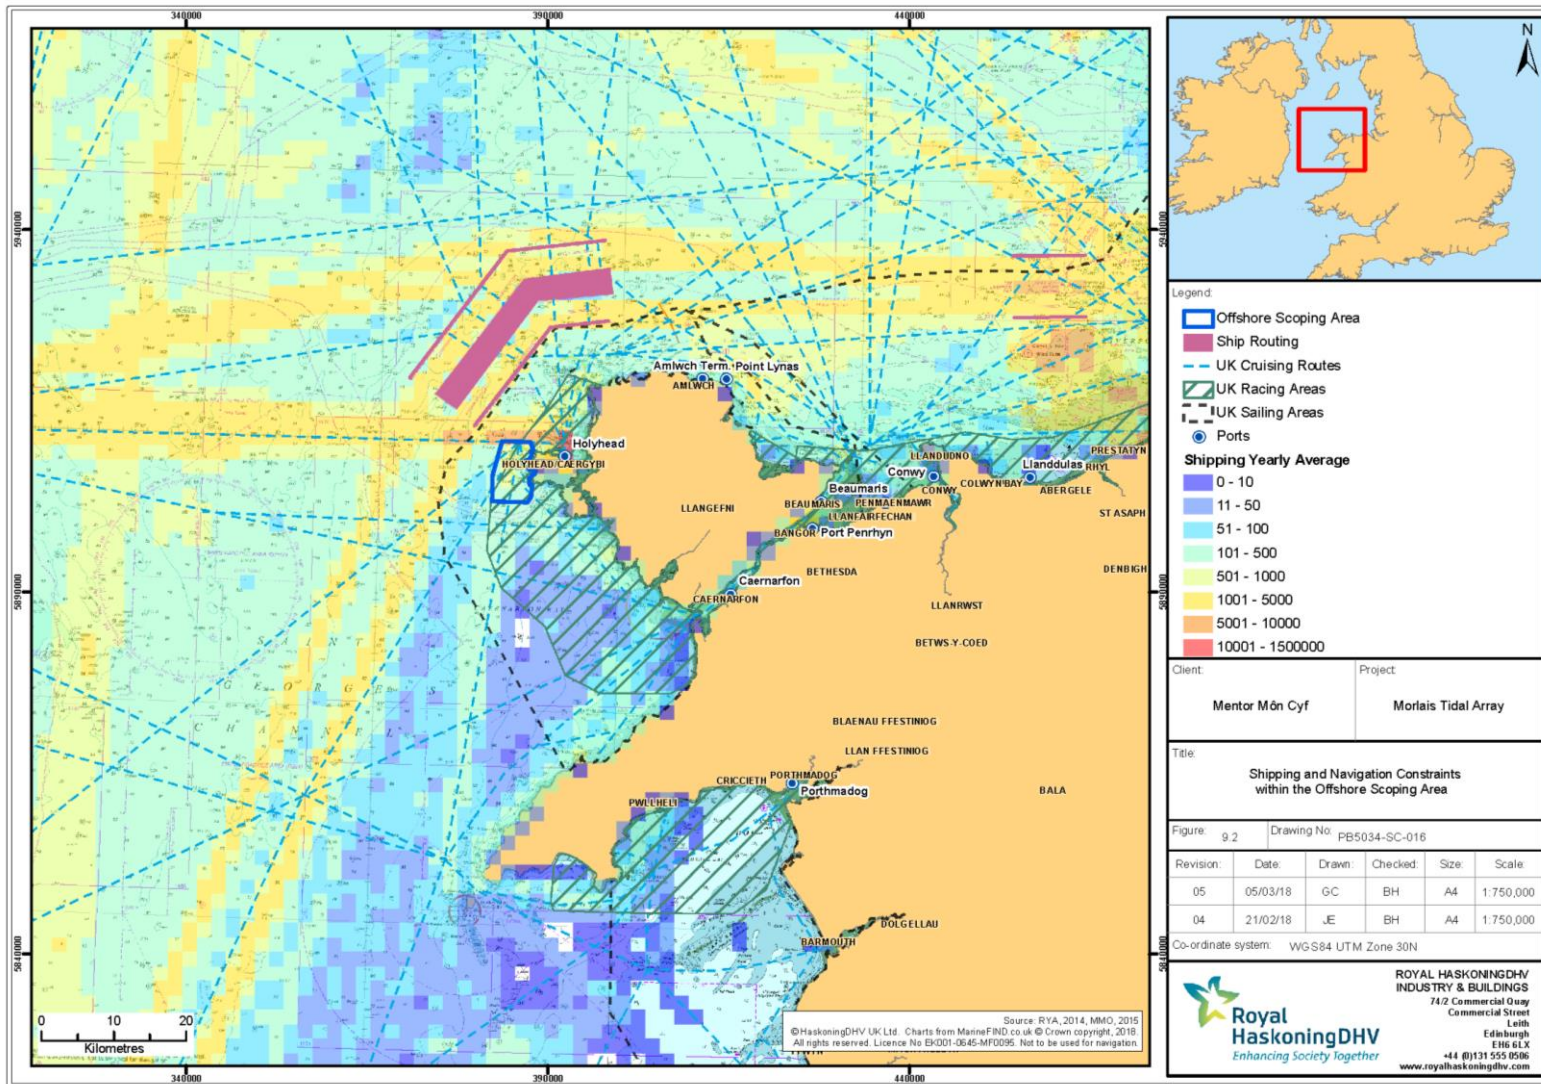 340000
390000
440000
5940000
5940000
Amlwch Term.
Point Lynas
AMLWCH
Holyhead
HOLYHEAD/CAERGYBI
LLANDUDNO
PRESTATYN
Conwy
Llanddulas
RHYL
COLWYN BAY
CONWY
ABERGELE
Beaumaris
BEAUMARIS
PENMAENMAWR
LLANGEFNI
LLANFAIRFECHAN
ST ASAPH
BANGOR
Port Penrhyn
BETHESDA
DENBIGH
Caernarfon
CAERNARFON
5890000
5890000
LLANRWST
BETWS-Y-COED
ST
GEORGE'S
CHANNEL
BLAENAU FFESTINIOG
LLAN FFESTINIOG
PORTHMADOG
CRICCIETH
Porthmadog
PWLLHELI
BALA
DOLGELLAU
BARMOUTH
5840000
5840000
0 10 20
Kilometres
Source: RYA, 2014, MMO, 2015
© HaskoningDHV UK Ltd. Charts from MarineFIND.co.uk © Crown copyright, 2018.
All rights reserved. Licence No EK001-0645-MF0095. Not to be used for navigation.
340000
390000
440000
N
Legend:
Offshore Scoping Area
Ship Routing
UK Cruising Routes
UK Racing Areas
UK Sailing Areas
Ports
Shipping Yearly Average
0 - 10
11 - 50
51 - 100
101 - 500
501 - 1000
1001 - 5000
5001 - 10000
10001 - 1500000
Client:
Mentor Môn Cyf
Project:
Morlais Tidal Array
Title:
Shipping and Navigation Constraints
within the Offshore Scoping Area
Figure: 9.2
Drawing No: PB5034-SC-016
Revision: Date: Drawn: Checked: Size: Scale:
05 05/03/18 GC BH A4 1:750,000
04 21/02/18 JE BH A4 1:750,000
Co-ordinate system: WGS84 UTM Zone 30N
Royal
HaskoningDHV
Enhancing Society Together
ROYAL HASKONINGDHV
INDUSTRY & BUILDINGS
74/2 Commercial Quay
Commercial Street
Leith
Edinburgh
EH6 6LX
+44 (0)131 555 0506
www.royalhaskoningdhv.com